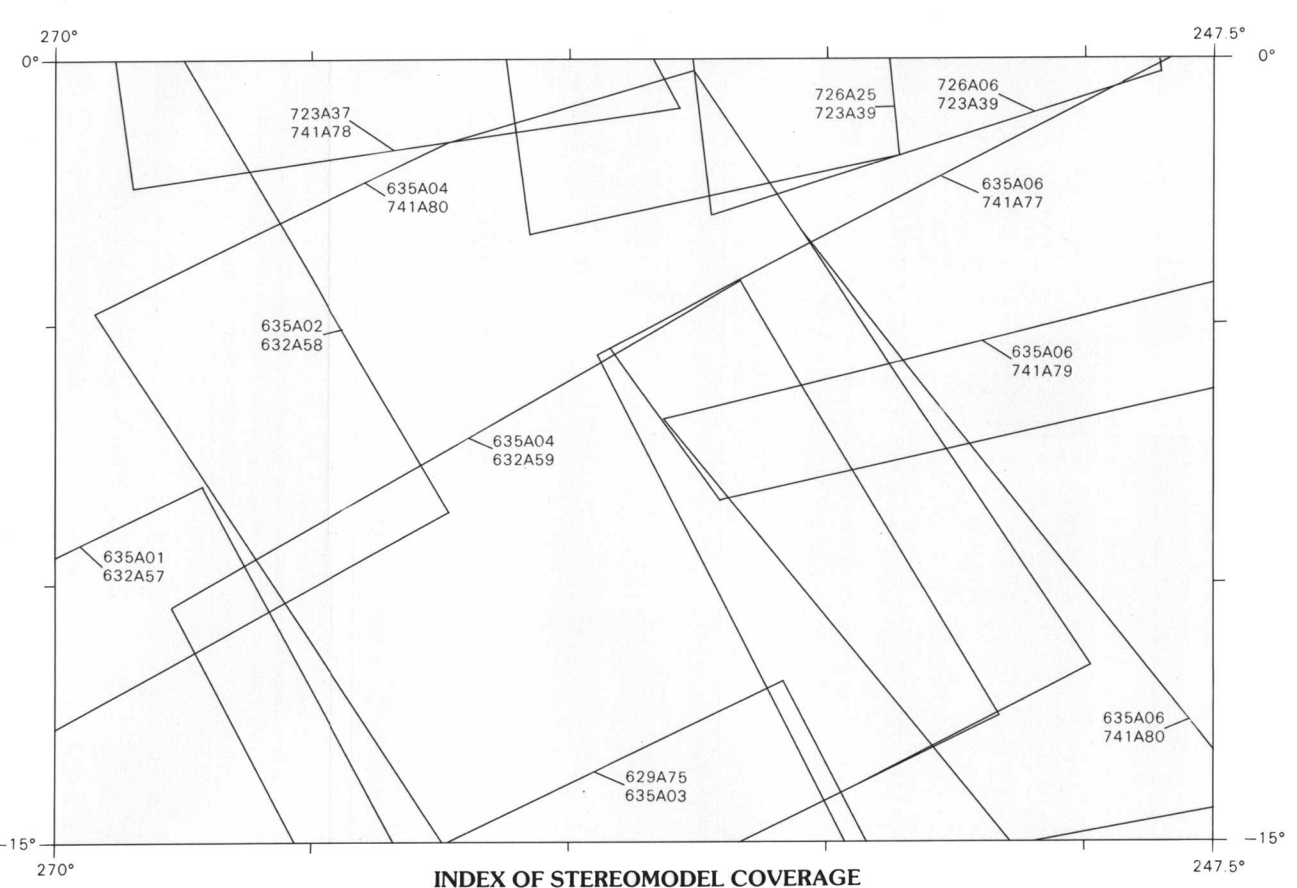 270°
247.5°
0°
0°
723A37
741A78
726A25
723A39
726A06
723A39
635A04
741A80
635A06
741A77
635A02
632A58
635A06
741A79
635A04
632A59
635A01
632A57
635A06
741A80
629A75
635A03
-15°
-15°
270°
247.5°
INDEX OF STEREOMODEL COVERAGE